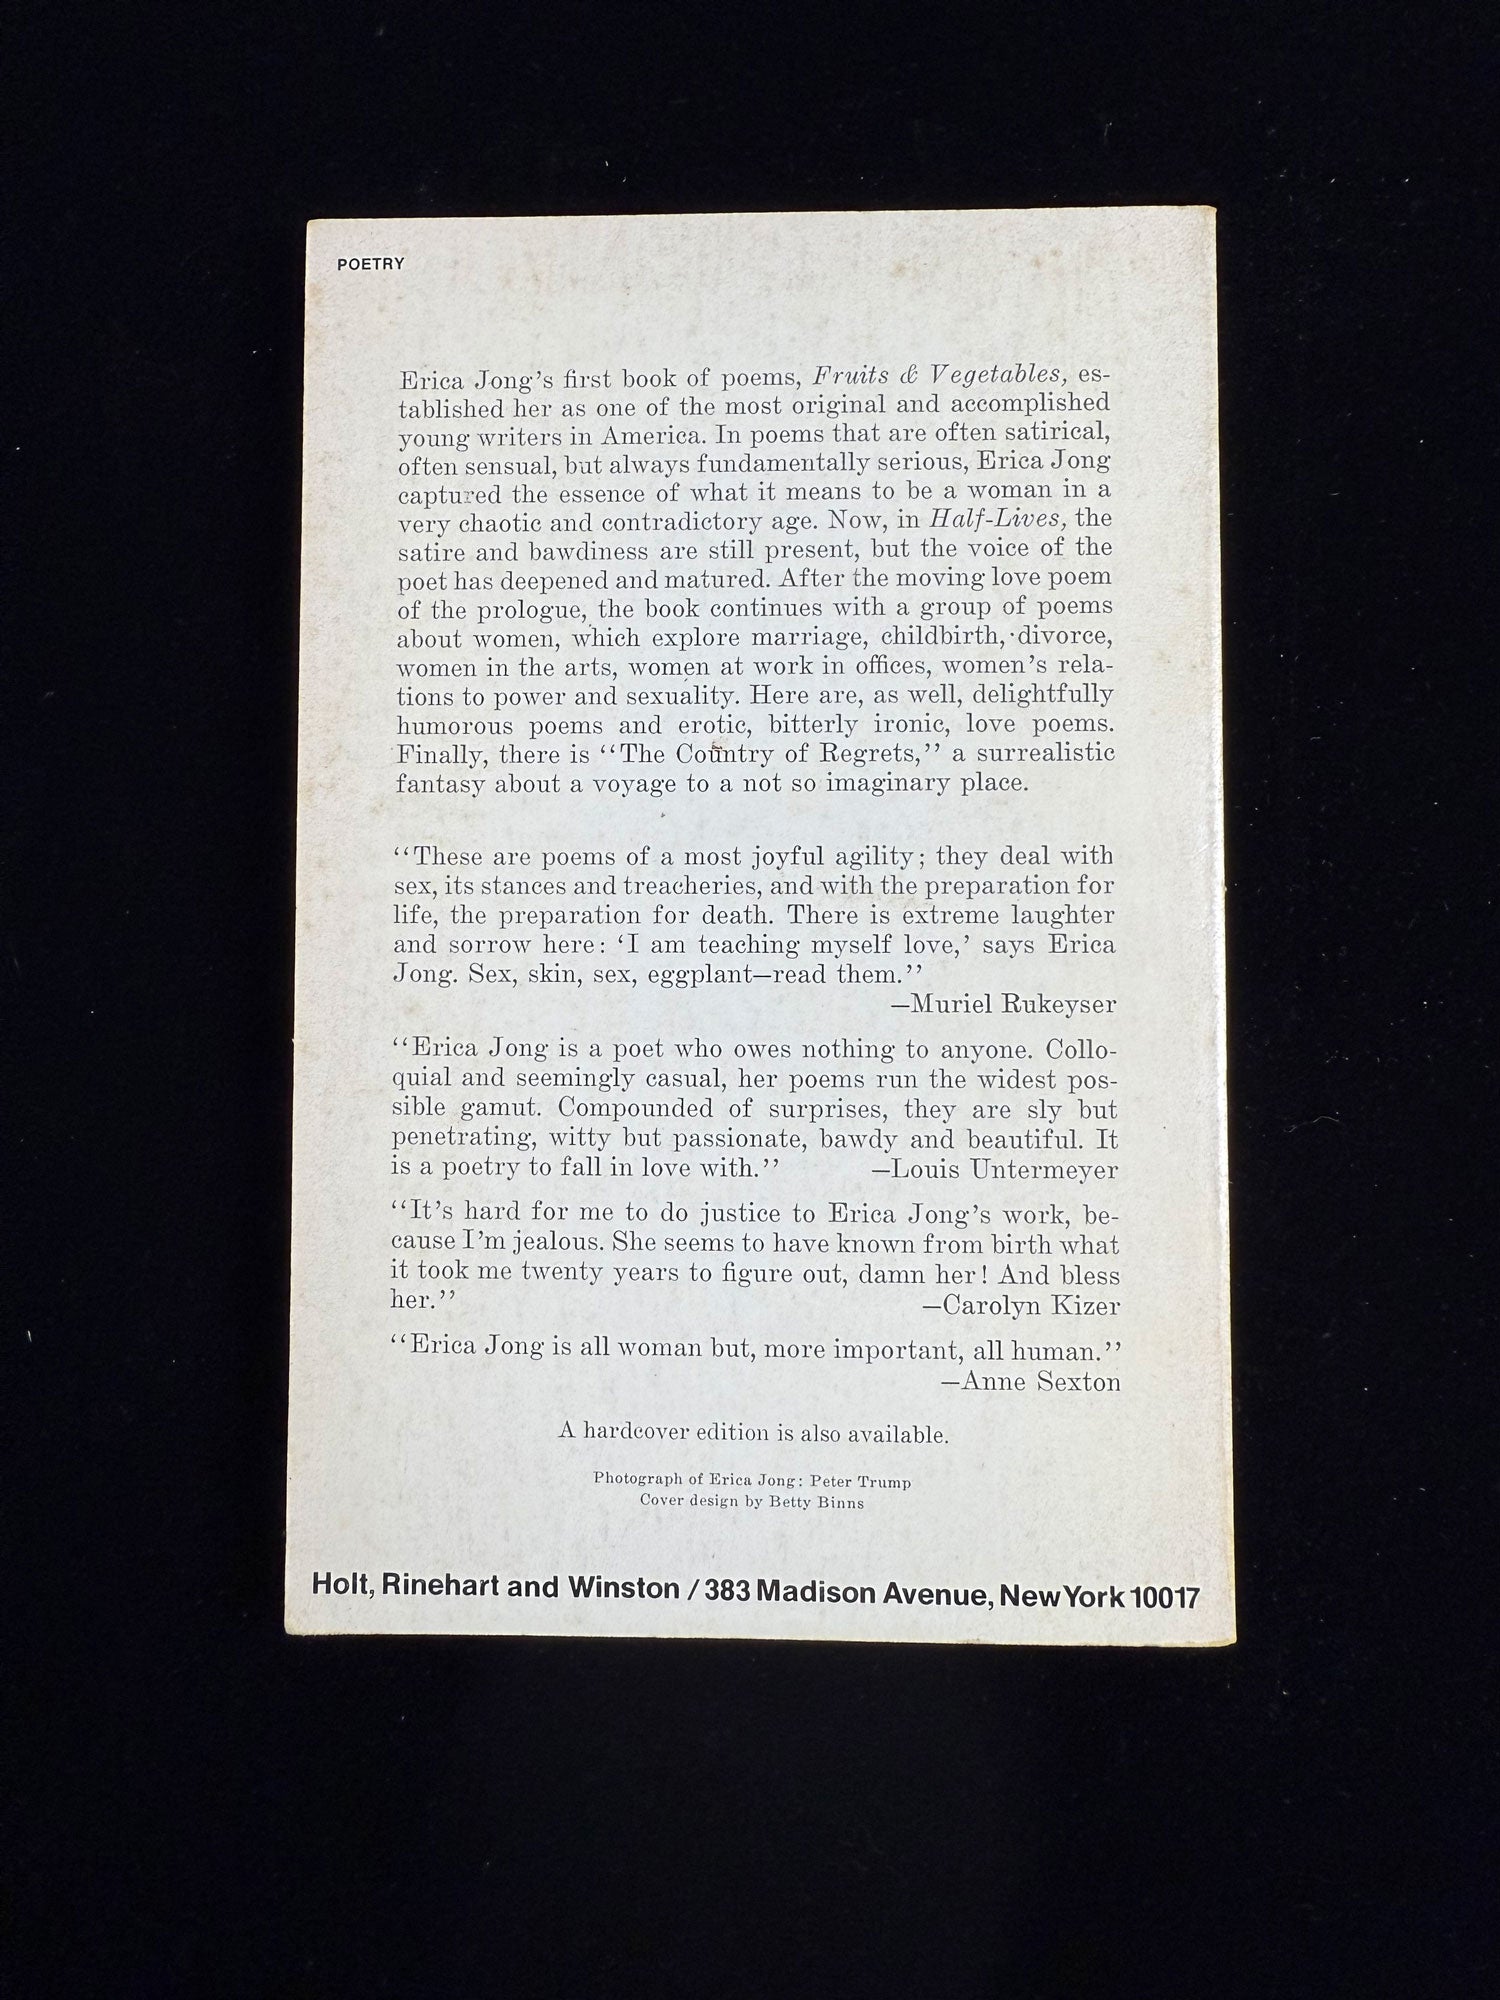 POETRY
Erica Jong's first book of poems, Fruits & Vegetables, es-
tablished her as one of the most original and accomplished
young writers in America. In poems that are often satirical,
often sensual, but always fundamentally serious, Erica Jong
captured the essence of what it means to be a woman in a
very chaotic and contradictory age. Now, in Half-Lives, the
satire and bawdiness are still present, but the voice of the
poet has deepened and matured. After the moving love poem
of the prologue, the book continues with a group of poems
about women, which explore marriage, childbirth, divorce,
women in the arts, women at work in offices, women's rela-
tions to power and sexuality. Here are, as well, delightfully
humorous poems and erotic, bitterly ironic, love poems.
Finally, there is ‘‘The Country of Regrets,’’ a surrealistic
fantasy about a voyage to a not so imaginary place.
‘‘These are poems of a most joyful agility; they deal with
sex, its stances and treacheries, and with the preparation for
life, the preparation for death. There is extreme laughter
and sorrow here: ‘I am teaching myself love,’ says Erica
Jong. Sex, skin, sex, eggplant—read them.’’
—Muriel Rukeyser
‘‘Erica Jong is a poet who owes nothing to anyone. Collo-
quial and seemingly casual, her poems run the widest pos-
sible gamut. Compounded of surprises, they are sly but
penetrating, witty but passionate, bawdy and beautiful. It
is a poetry to fall in love with.’’ —Louis Untermeyer
‘‘It's hard for me to do justice to Erica Jong's work, be-
cause I'm jealous. She seems to have known from birth what
it took me twenty years to figure out, damn her! And bless
her.’’ —Carolyn Kizer
‘‘Erica Jong is all woman but, more important, all human.’’
—Anne Sexton
A hardcover edition is also available.
Photograph of Erica Jong: Peter Trump
Cover design by Betty Binns
Holt, Rinehart and Winston / 383 Madison Avenue, New York 10017